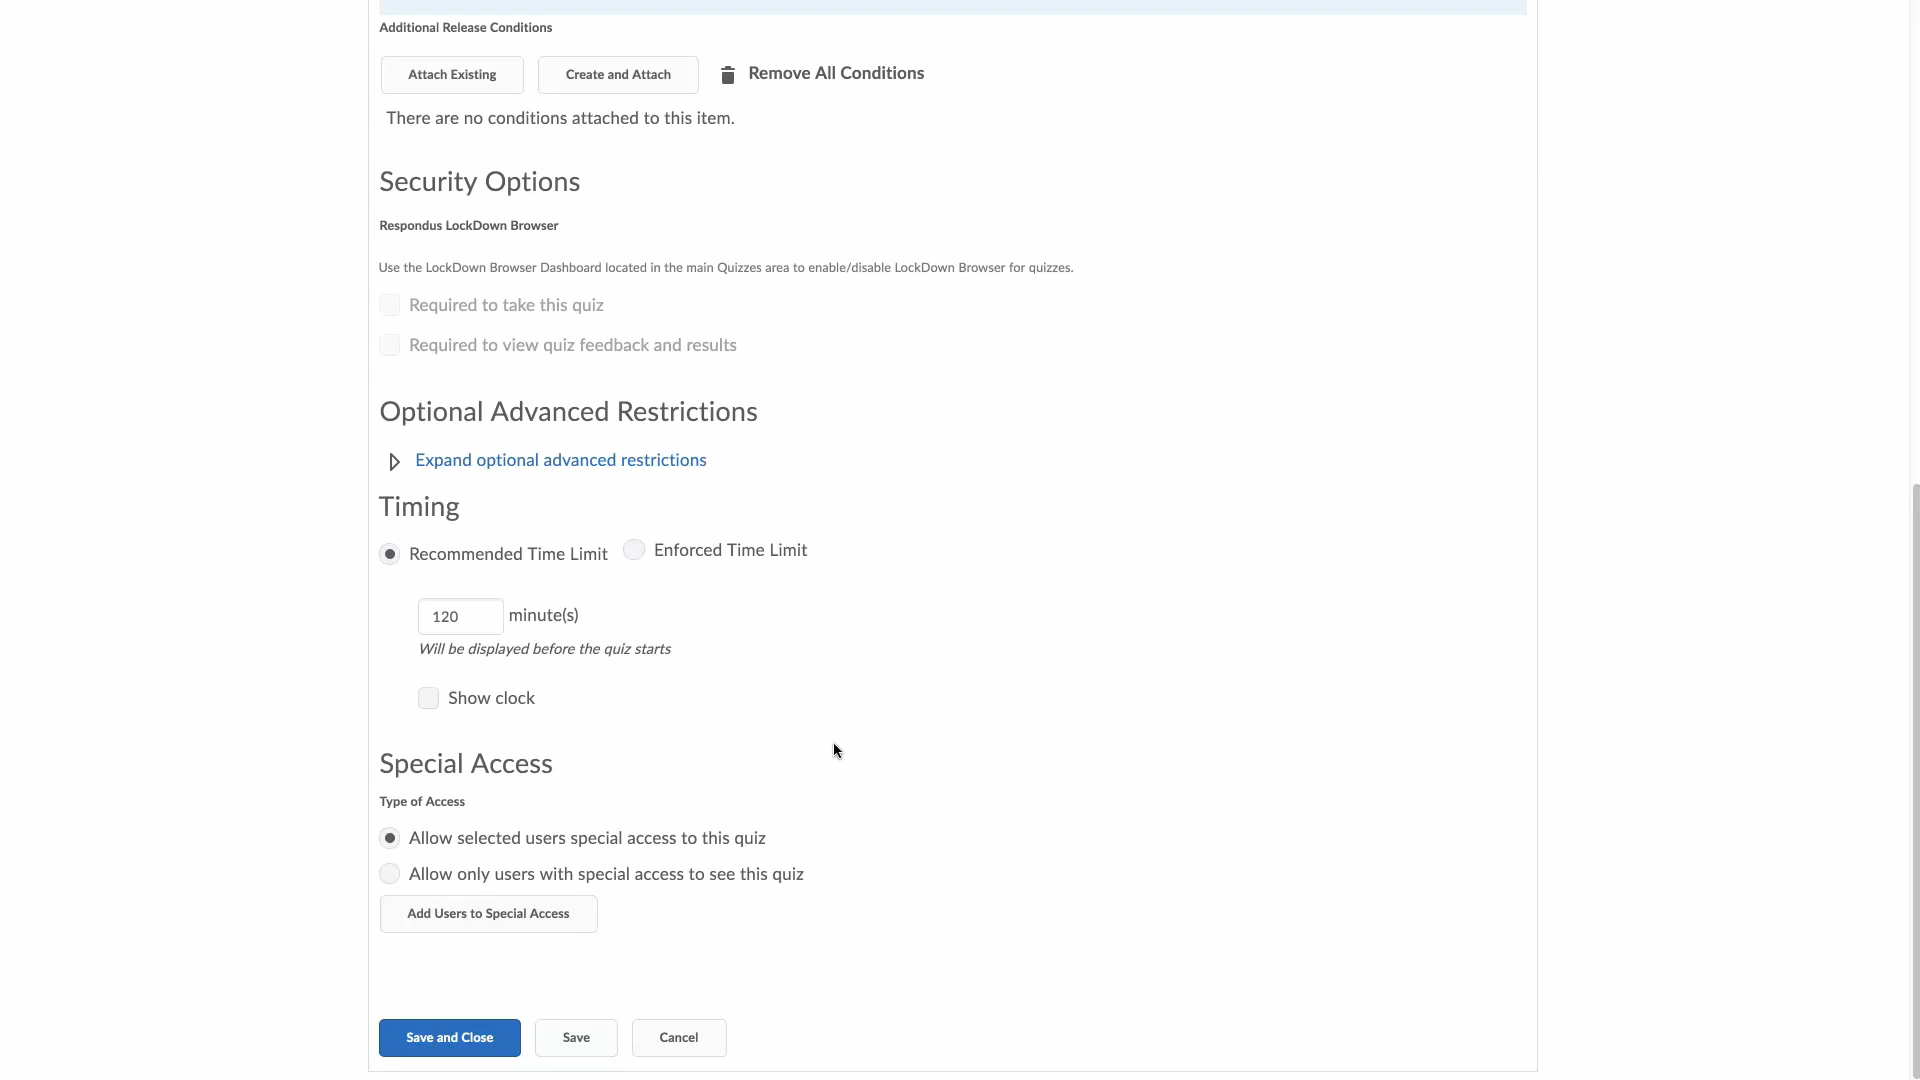 Additional Release Conditions
Attach Existing Create and Attach Remove All Conditions
There are no conditions attached to this item.
Security Options
Respondus LockDown Browser
Use the LockDown Browser Dashboard located in the main Quizzes area to enable/disable LockDown Browser for quizzes.
Required to take this quiz
Required to view quiz feedback and results
Optional Advanced Restrictions
Expand optional advanced restrictions
Timing
Recommended Time Limit Enforced Time Limit
120 minute(s)
Will be displayed before the quiz starts
Show clock
Special Access
Type of Access
Allow selected users special access to this quiz
Allow only users with special access to see this quiz
Add Users to Special Access
Save and Close Save Cancel